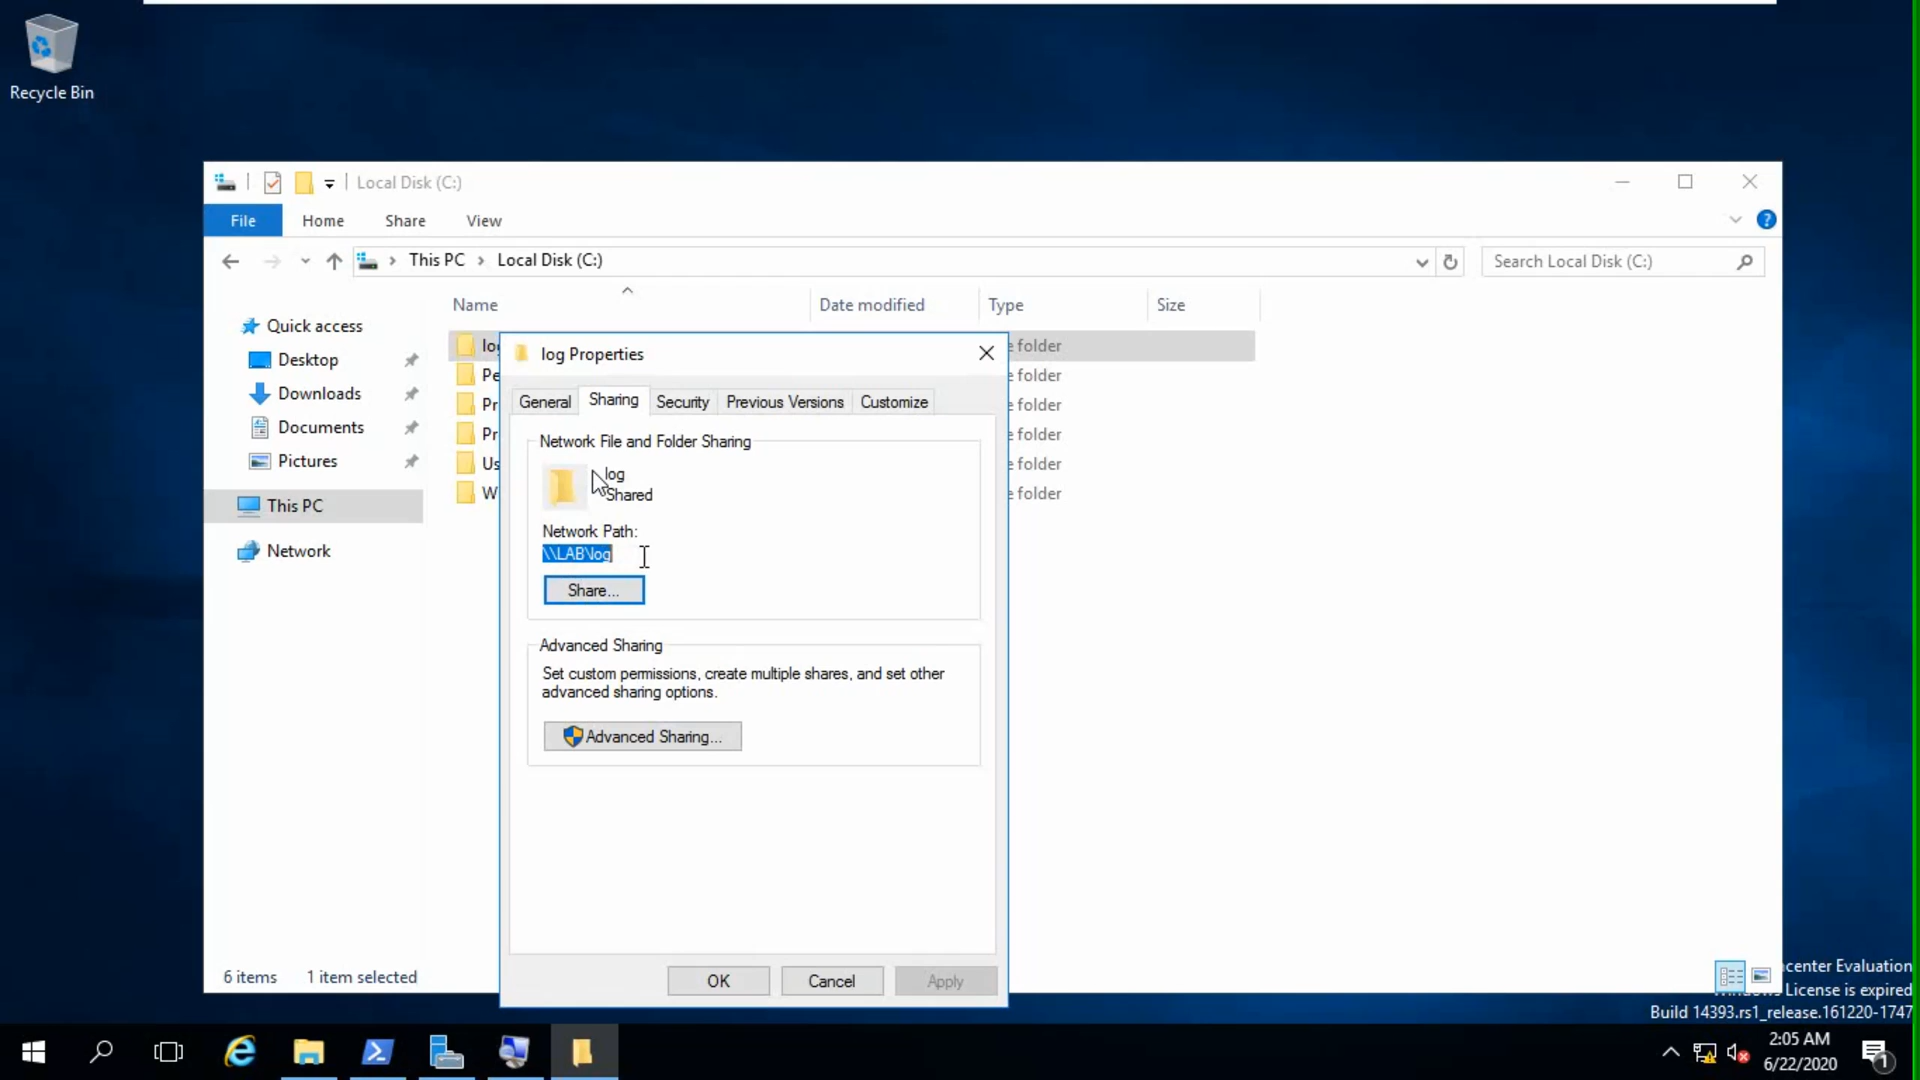 Recycle Bin
Local Disk (C:)
File Home Share View
This PC Local Disk (C:)
Search Local Disk (C:)
Name Date modified Type Size
Quick access
Desktop
Downloads
Documents
Pictures
This PC
Network
folder
folder
folder
folder
folder
folder
log Properties
General Sharing Security Previous Versions Customize
Network File and Folder Sharing
log
Shared
Network Path:
\\LAB\log
Share...
Advanced Sharing
Set custom permissions, create multiple shares, and set other
advanced sharing options.
Advanced Sharing...
OK Cancel Apply
6 items 1 item selected
Evaluation
License is expired
Build 14393.rs1_release.161220-1747
2:05 AM
6/22/2020
1